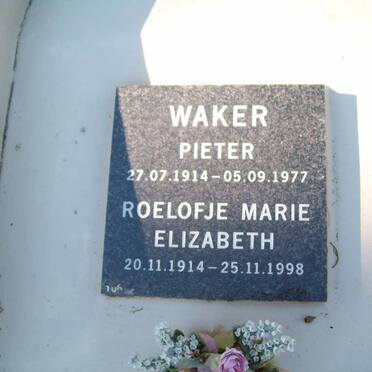 WAKER
PIETER
27.07.1914 – 05.09.1977
ROELOFJE MARIE
ELIZABETH
20.11.1914 – 25.11.1998